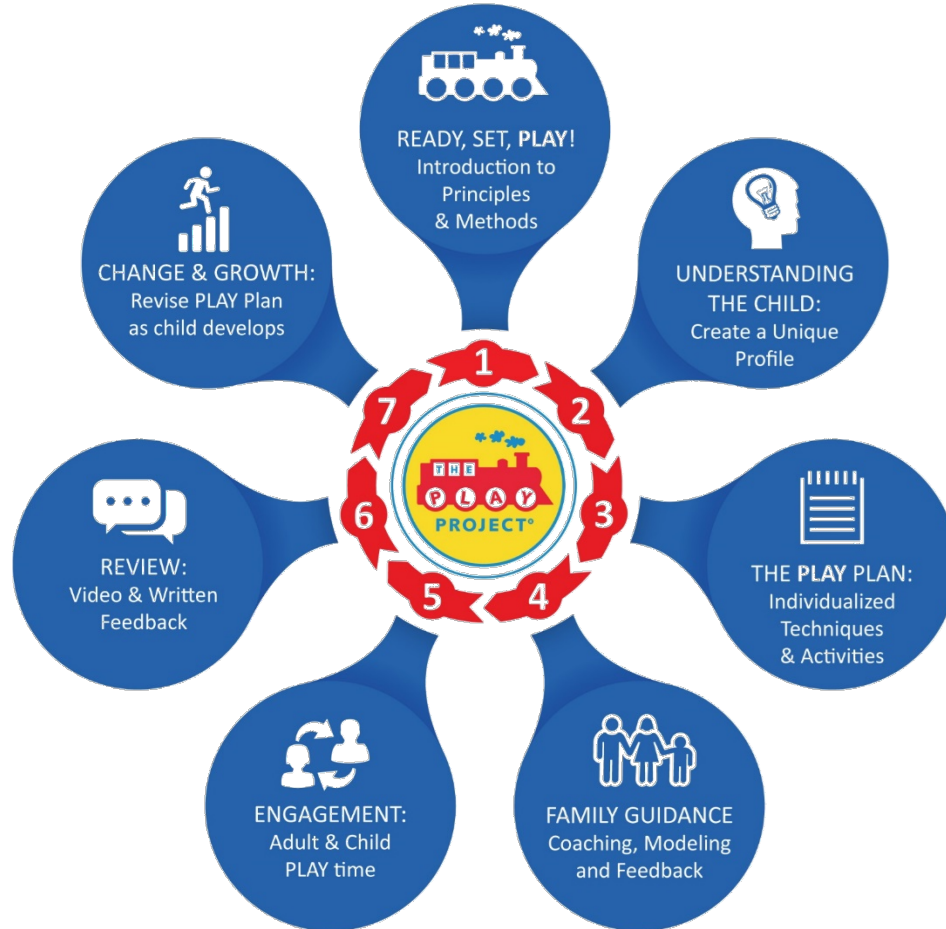 READY, SET, PLAY!
Introduction to
Principles
& Methods
UNDERSTANDING
THE CHILD:
Create a Unique
Profile
THE PLAY PLAN:
Individualized
Techniques
& Activities
FAMILY GUIDANCE
Coaching, Modeling
and Feedback
ENGAGEMENT:
Adult & Child
PLAY time
REVIEW:
Video & Written
Feedback
CHANGE & GROWTH:
Revise PLAY Plan
as child develops
1
2
3
4
5
6
7
THE
PLAY
PROJECT®